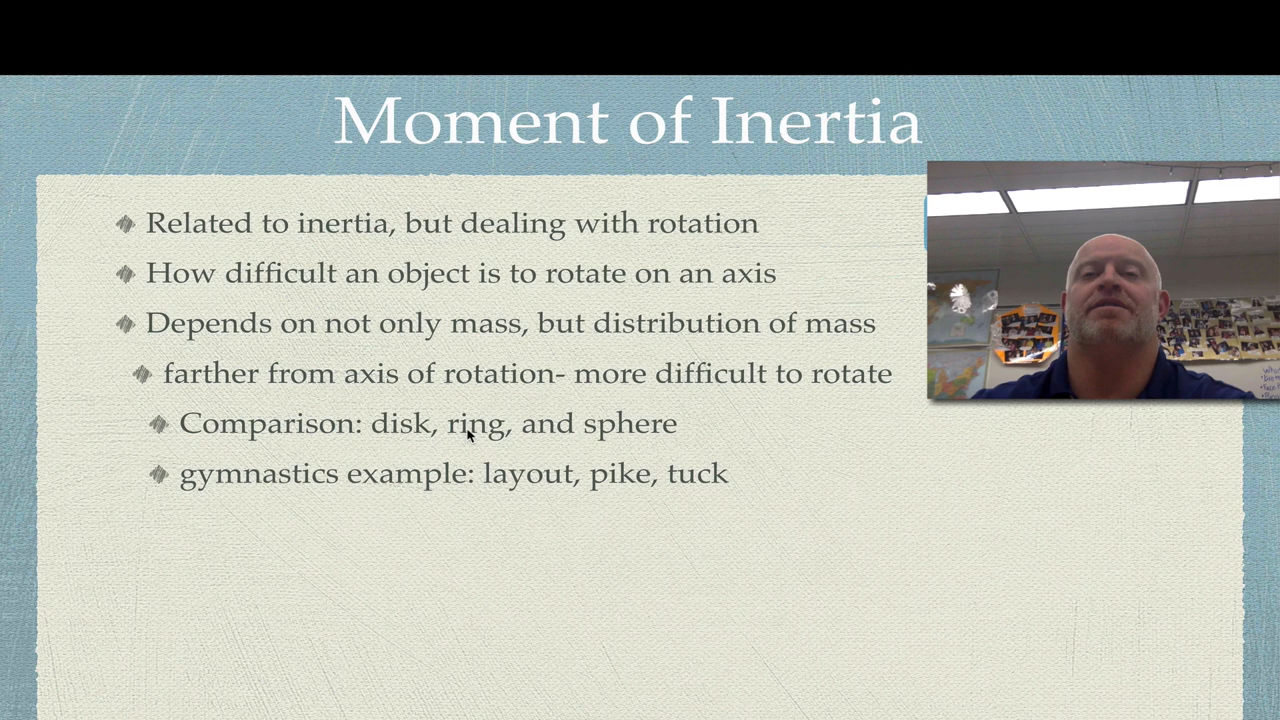 Moment of Inertia
Related to inertia, but dealing with rotation
How difficult an object is to rotate on an axis
Depends on not only mass, but distribution of mass
farther from axis of rotation- more difficult to rotate
Comparison: disk, ring, and sphere
gymnastics example: layout, pike, tuck